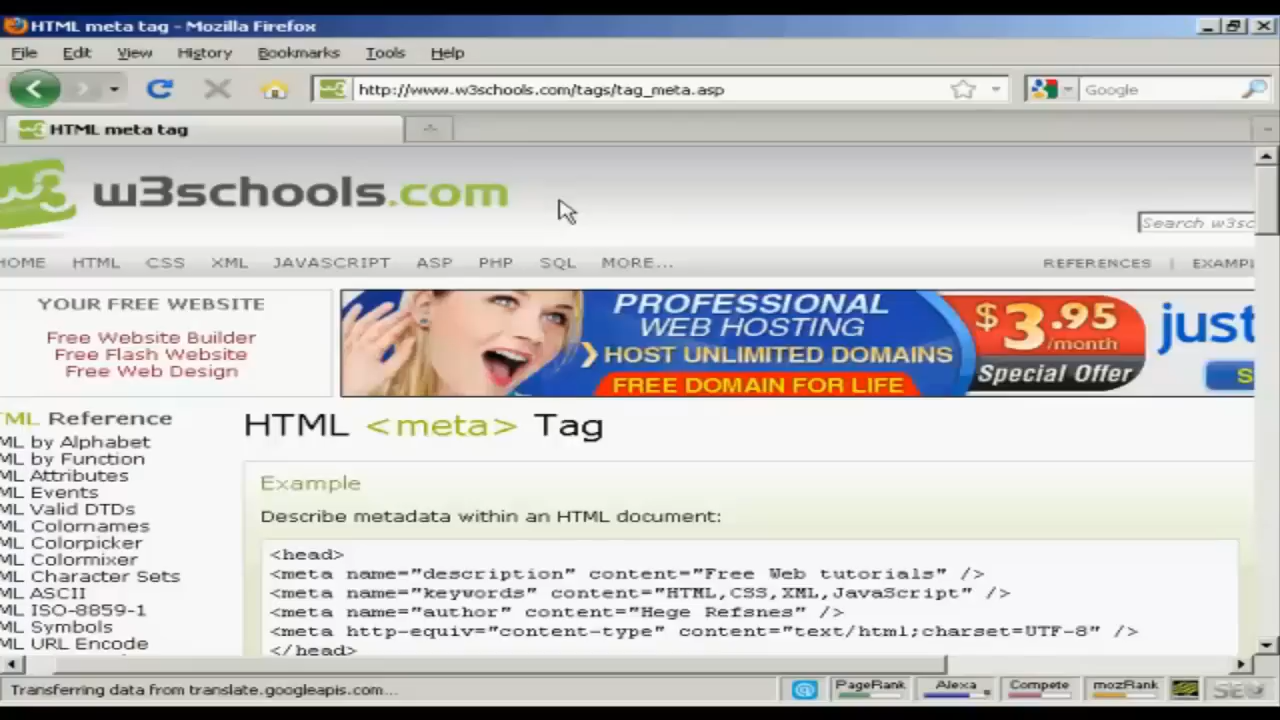 HTML meta tag - Mozilla Firefox
File Edit View History Bookmarks Tools Help
http://www.w3schools.com/tags/tag_meta.asp
Google
HTML meta tag
w3schools.com
Search w3sc
HOME HTML CSS XML JAVASCRIPT ASP PHP SQL MORE...
REFERENCES | EXAMPL
YOUR FREE WEBSITE
Free Website Builder
Free Flash Website
Free Web Design
PROFESSIONAL
WEB HOSTING
HOST UNLIMITED DOMAINS
FREE DOMAIN FOR LIFE
$3.95
/month
Special Offer
just
S
TML Reference
ML by Alphabet
ML by Function
ML Attributes
ML Events
ML Valid DTDs
ML Colornames
ML Colorpicker
ML Colormixer
ML Character Sets
ML ASCII
ML ISO-8859-1
ML Symbols
ML URL Encode
HTML <meta> Tag
Example
Describe metadata within an HTML document:
<head>
<meta name="description" content="Free Web tutorials" />
<meta name="keywords" content="HTML,CSS,XML,JavaScript" />
<meta name="author" content="Hege Refsnes" />
<meta http-equiv="content-type" content="text/html;charset=UTF-8" />
</head>
Transferring data from translate.googleapis.com...
PageRank Alexa Compete mozRank SEO